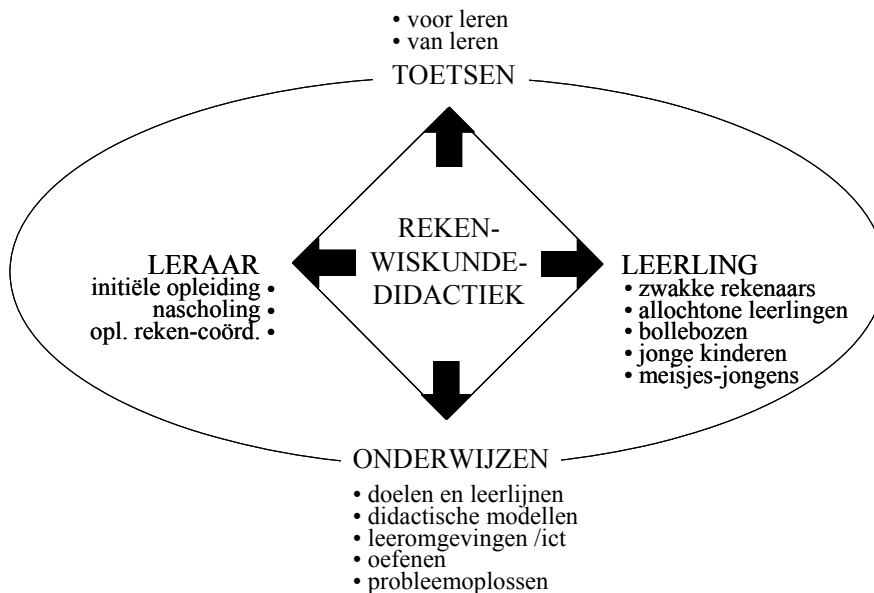 • voor leren
• van leren
TOETSEN
REKEN-
WISKUNDE-
DIDACTIEK
LERAAR
initiële opleiding •
nascholing •
opl. reken-coörd. •
LEERLING
• zwakke rekenaars
• allochtone leerlingen
• bollebozen
• jonge kinderen
• meisjes-jongens
ONDERWIJZEN
• doelen en leerlijnen
• didactische modellen
• leeromgevingen /ict
• oefenen
• probleemoplossen